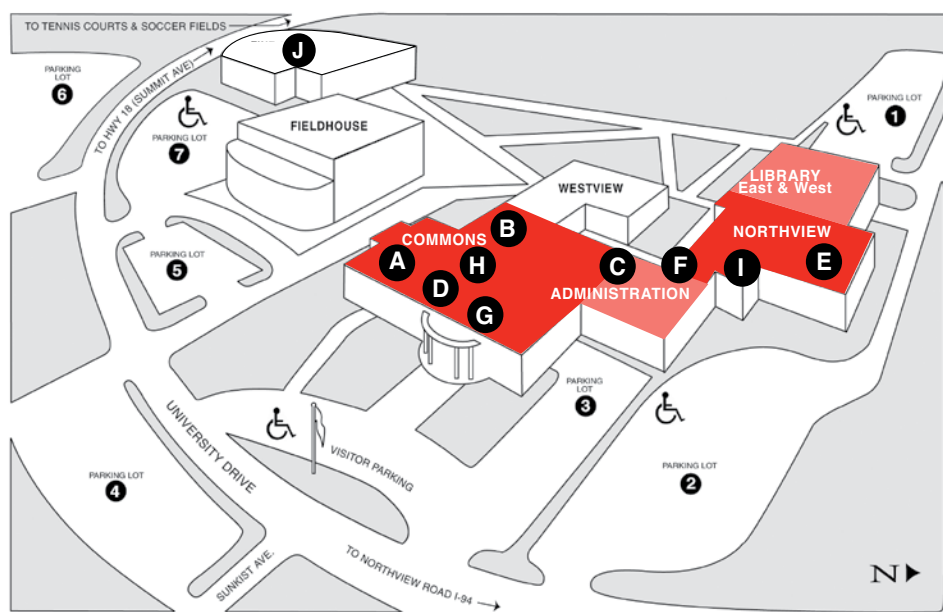 TO TENNIS COURTS & SOCCER FIELDS
J
PARKING
LOT
6
TO HWY 18 (SUMMIT AVE)
PARKING LOT
7
FIELDHOUSE
PARKING LOT
1
LIBRARY
East & West
WESTVIEW
NORTHVIEW
COMMONS
B
A
H
C
F
I
E
D
G
ADMINISTRATION
PARKING LOT
5
PARKING
LOT
3
PARKING LOT
2
UNIVERSITY DRIVE
VISITOR PARKING
PARKING LOT
4
SUNKIST AVE.
TO NORTHVIEW ROAD I-94
N